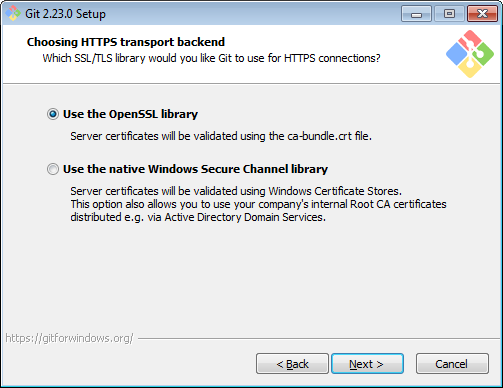 Git 2.23.0 Setup
Choosing HTTPS transport backend
Which SSL/TLS library would you like Git to use for HTTPS connections?
Use the OpenSSL library
Server certificates will be validated using the ca-bundle.crt file.
Use the native Windows Secure Channel library
Server certificates will be validated using Windows Certificate Stores.
This option also allows you to use your company's internal Root CA certificates
distributed e.g. via Active Directory Domain Services.
https://gitforwindows.org/
< Back
Next >
Cancel